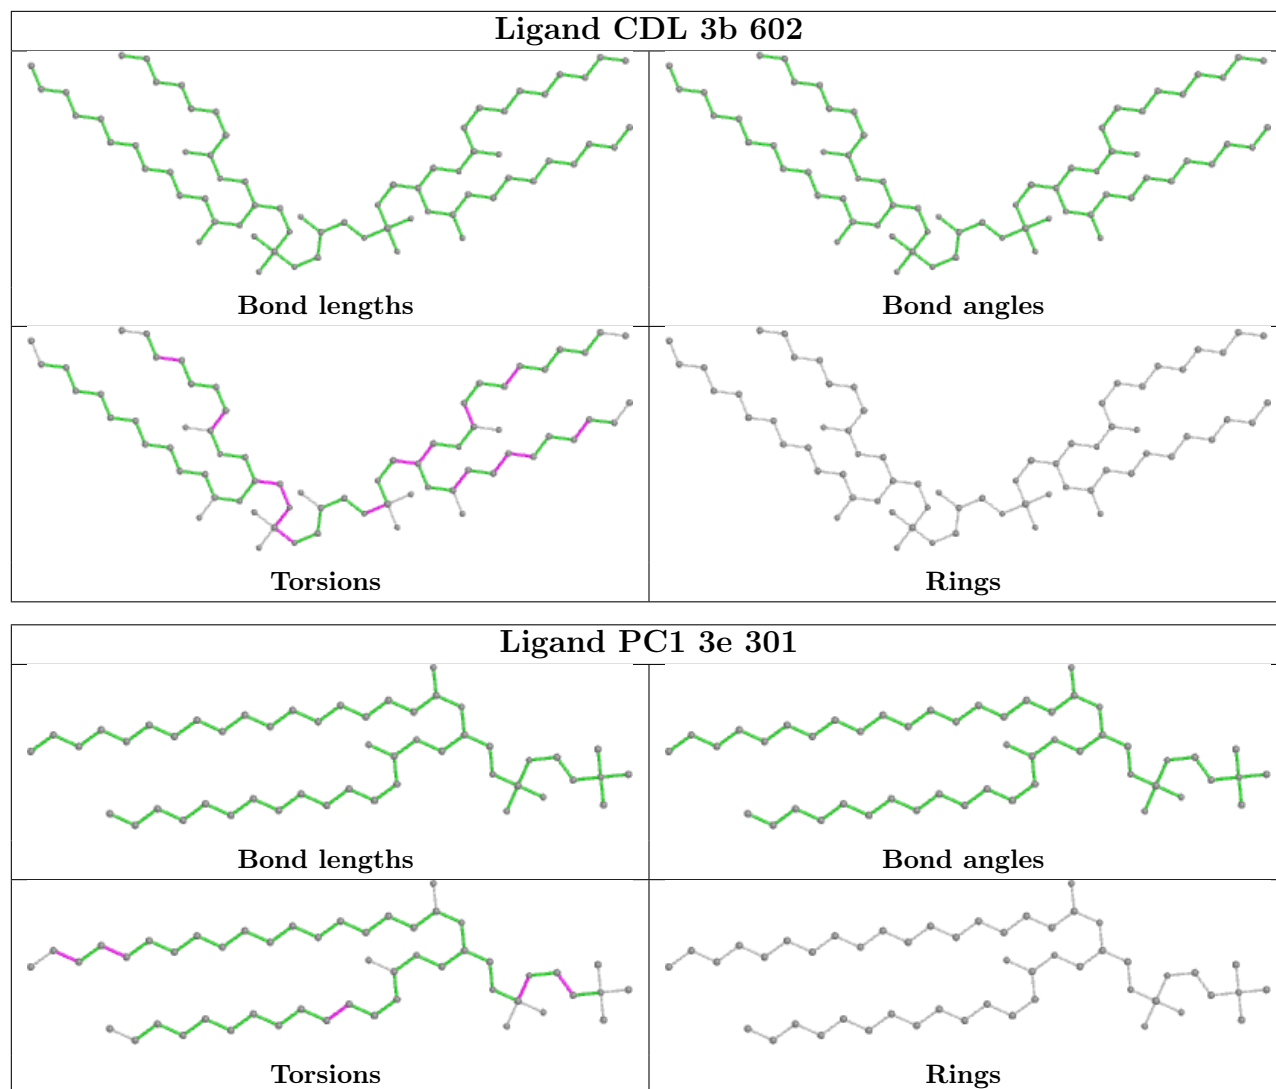 Ligand CDL 3b 602
Bond lengths
Bond angles
Torsions
Rings
Ligand PC1 3e 301
Bond lengths
Bond angles
Torsions
Rings